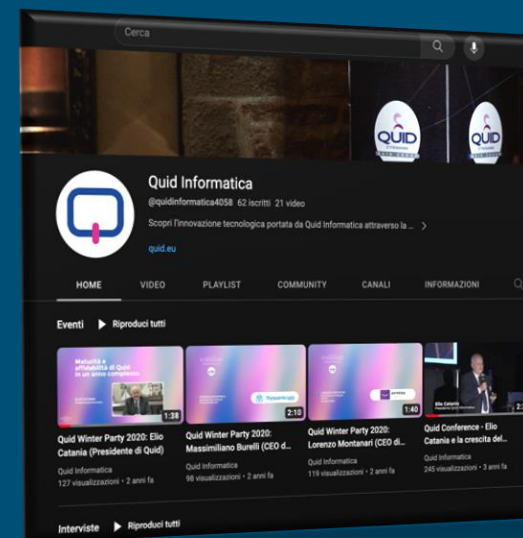 Cerca
QUID
QUID
Quid Informatica
@quidinformatica4058 62 iscritti 21 video
Scopri l'innovazione tecnologica portata da Quid Informatica attraverso la ... >
quid.eu
HOME VIDEO PLAYLIST COMMUNITY CANALI INFORMAZIONI
Eventi ▶ Riproduci tutti
Maturità e
affidabilità di Quid
in un anno complesso
1:38
2:10
1:40
Elio Catania
Quid Winter Party 2020: Elio
Catania (Presidente di Quid)
Quid Informatica
127 visualizzazioni • 2 anni fa
Quid Winter Party 2020:
Massimiliano Burelli (CEO d...
Quid Informatica
98 visualizzazioni • 2 anni fa
Quid Winter Party 2020:
Lorenzo Montanari (CEO di...
Quid Informatica
119 visualizzazioni • 2 anni fa
Quid Conference - Elio
Catania e la crescita del...
Quid Informatica
245 visualizzazioni • 3 anni fa
Interviste ▶ Riproduci tutti